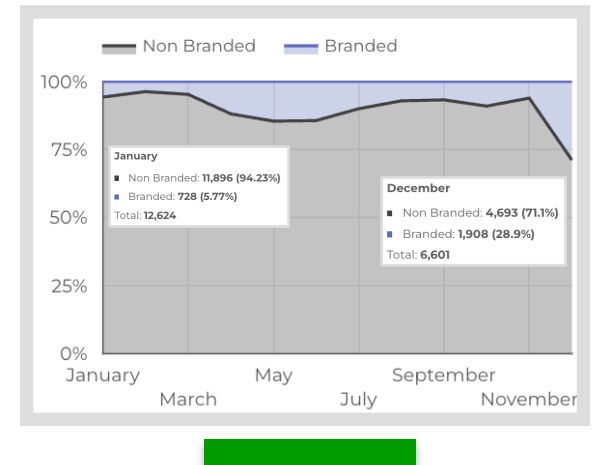 Non Branded Branded
100%
75%
50%
25%
0%
January
Non Branded: 11,896 (94.23%)
Branded: 728 (5.77%)
Total: 12,624
December
Non Branded: 4,693 (71.1%)
Branded: 1,908 (28.9%)
Total: 6,601
January May September
March July November